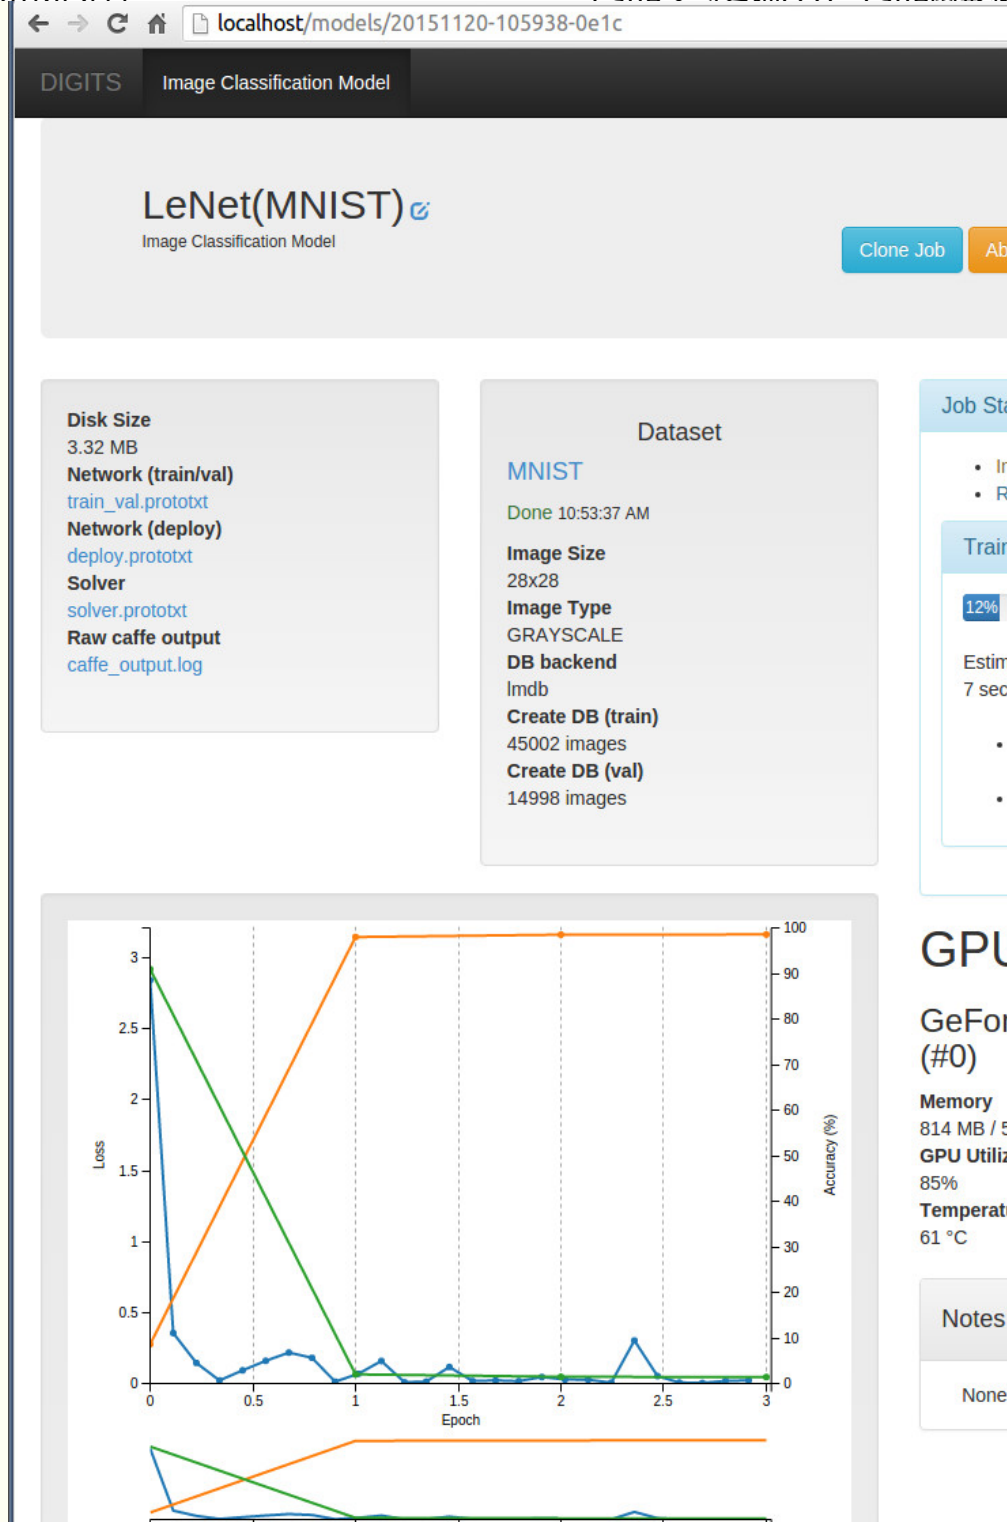 localhost/models/20151120-105938-0e1c
DIGITS Image Classification Model
LeNet(MNIST)
Image Classification Model
Clone Job
Disk Size
3.32 MB
Network (train/val)
train_val.prototxt
Network (deploy)
deploy.prototxt
Solver
solver.prototxt
Raw caffe output
caffe_output.log
Dataset
MNIST
Done 10:53:37 AM
Image Size
28x28
Image Type
GRAYSCALE
DB backend
lmdb
Create DB (train)
45002 images
Create DB (val)
14998 images
Job
12%
7
GeFor
(#0)
Memory
814 MB /
GPU
85%
61 °C
Notes
None
3
2.5
2
1.5
1
0.5
0
Loss
0 0.5 1 1.5 2 2.5 3
Epoch
100
90
80
70
60
50
40
30
20
10
0
Accuracy (%)